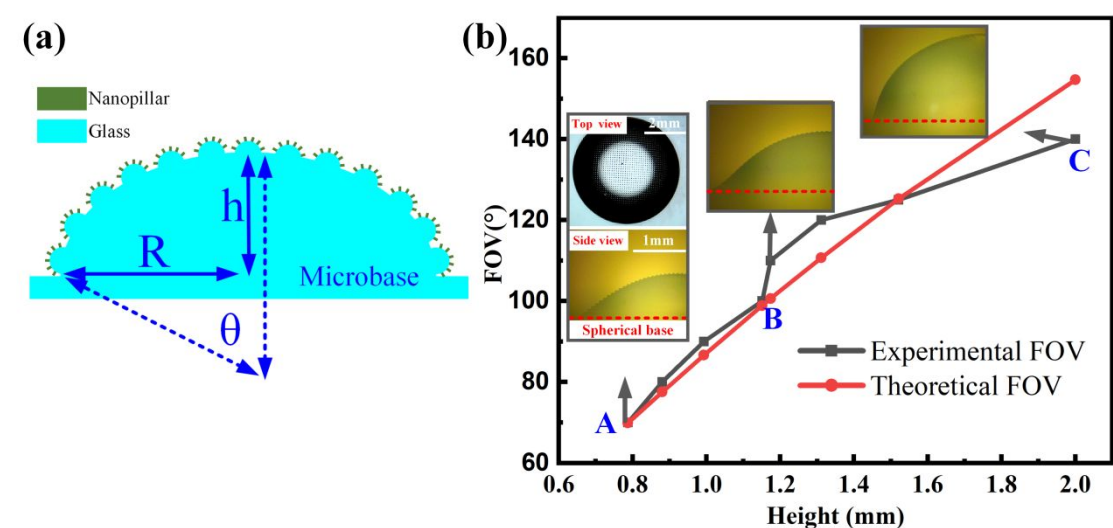 (a)
Nanopillar
Glass
h
R
Microbase
θ
(b)
FOV(°)
160
140
120
100
80
60
0.6 0.8 1.0 1.2 1.4 1.6 1.8 2.0
Height (mm)
Top view
2mm
Side view
1mm
Spherical base
A
B
C
Experimental FOV
Theoretical FOV